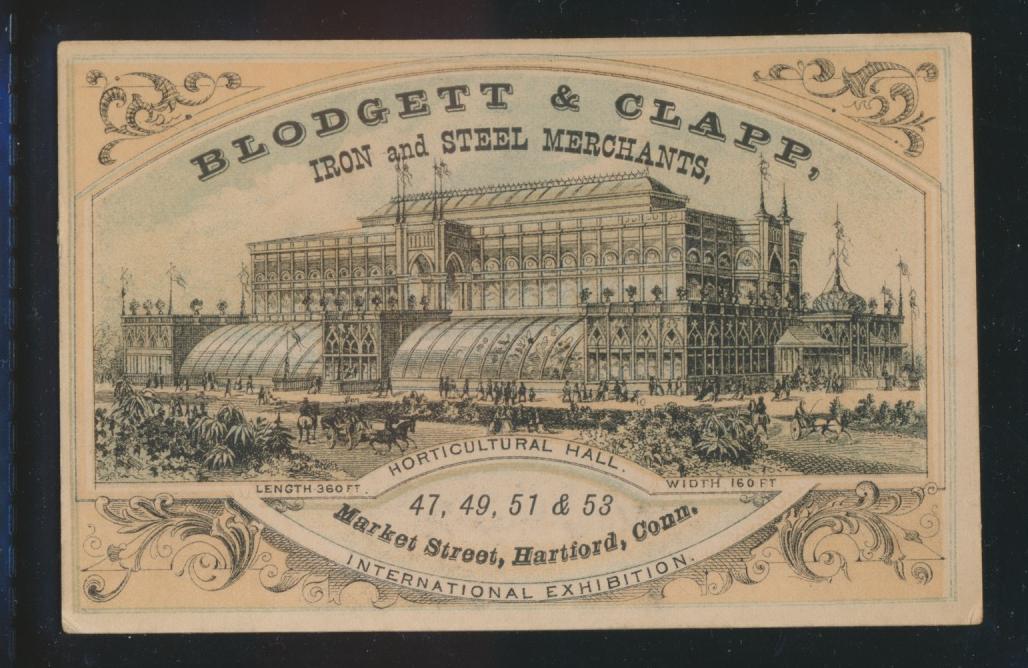 BLODGETT & CLAPP,
IRON and STEEL MERCHANTS,
HORTICULTURAL HALL.
LENGTH 360 FT.
WIDTH 160 FT
47, 49, 51 & 53
Market Street, Hartford, Conn.
INTERNATIONAL EXHIBITION.